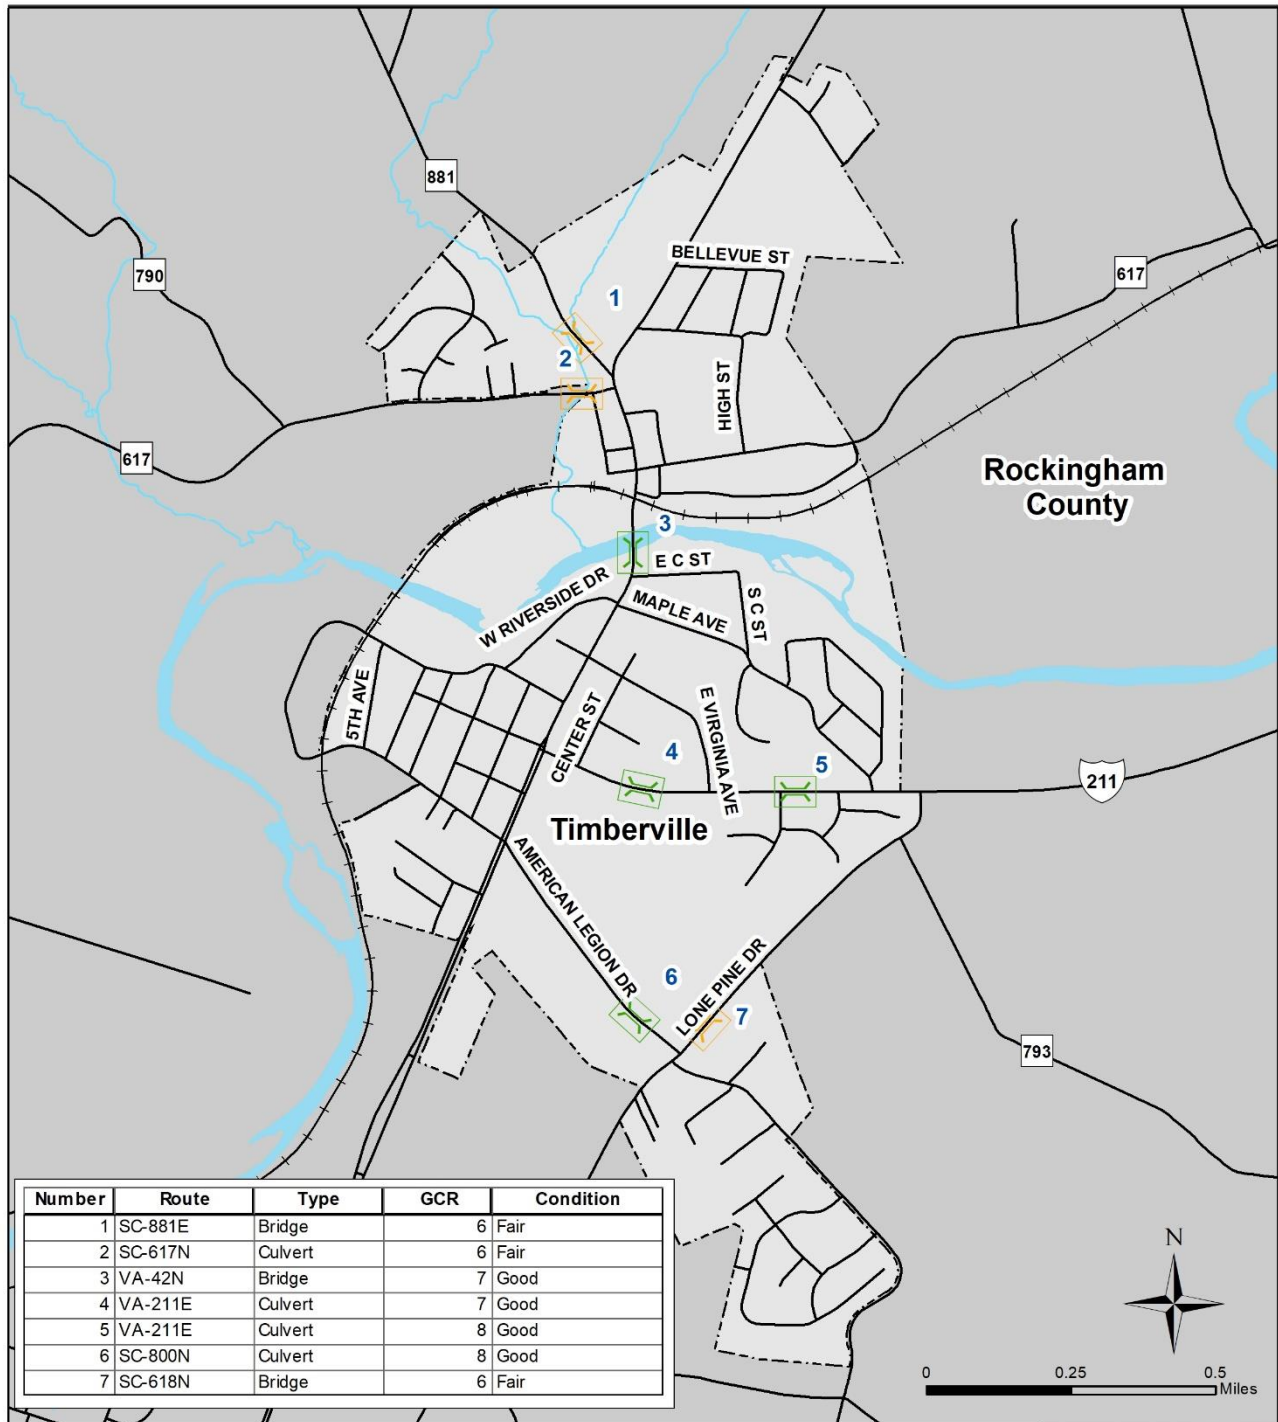 881
BELLEVUE ST
790
617
1
2
HIGH ST
617
Rockingham
County
3
E C ST
W RIVERSIDE DR
MAPLE AVE
S C ST
5TH AVE
CENTER ST
E VIRGINIA AVE
4
5
211
Timberville
AMERICAN LEGION DR
6
LONE PINE DR
7
793
Number Route Type GCR Condition
1 SC-881E Bridge 6 Fair
2 SC-617N Culvert 6 Fair
3 VA-42N Bridge 7 Good
4 VA-211E Culvert 7 Good
5 VA-211E Culvert 8 Good
6 SC-800N Culvert 8 Good
7 SC-618N Bridge 6 Fair
N
0 0.25 0.5
Miles